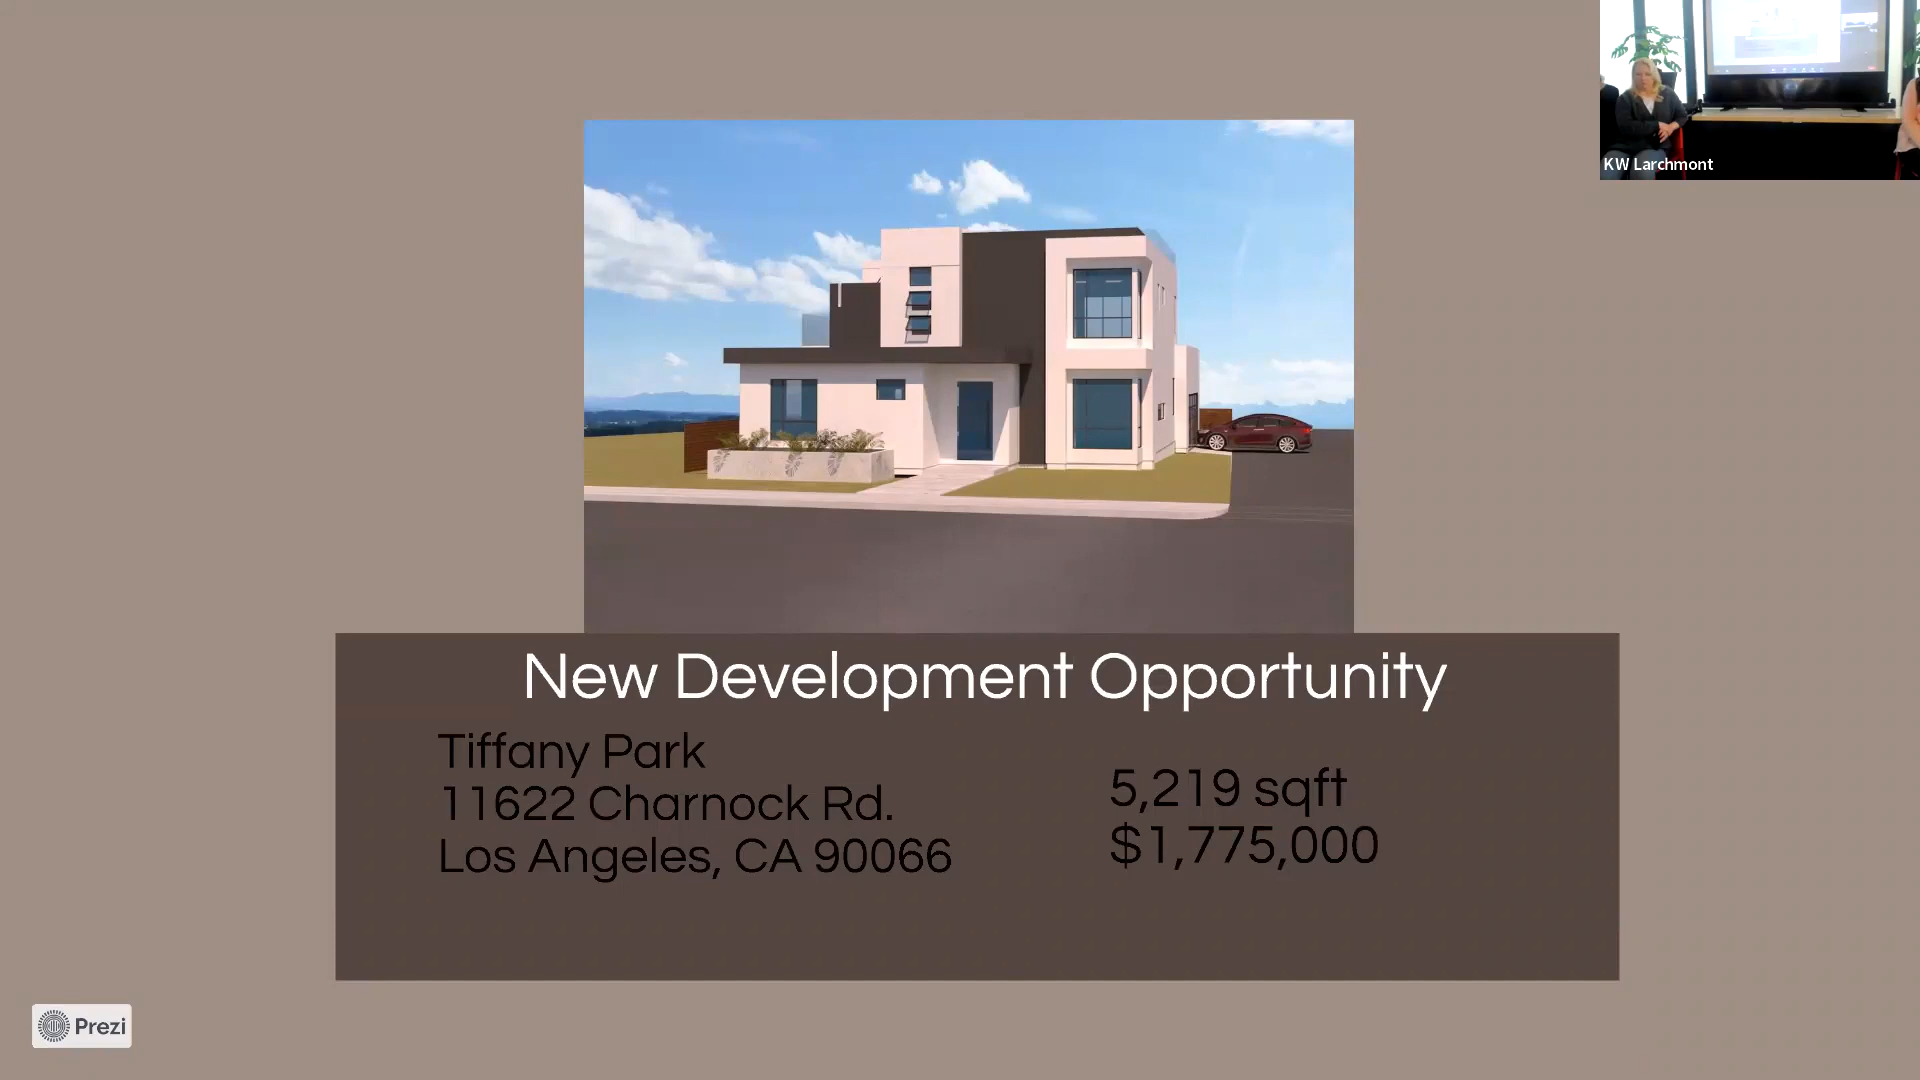 KW Larchmont
New Development Opportunity
Tiffany Park
11622 Charnock Rd.
Los Angeles, CA 90066
5,219 sqft
$1,775,000
Prezi